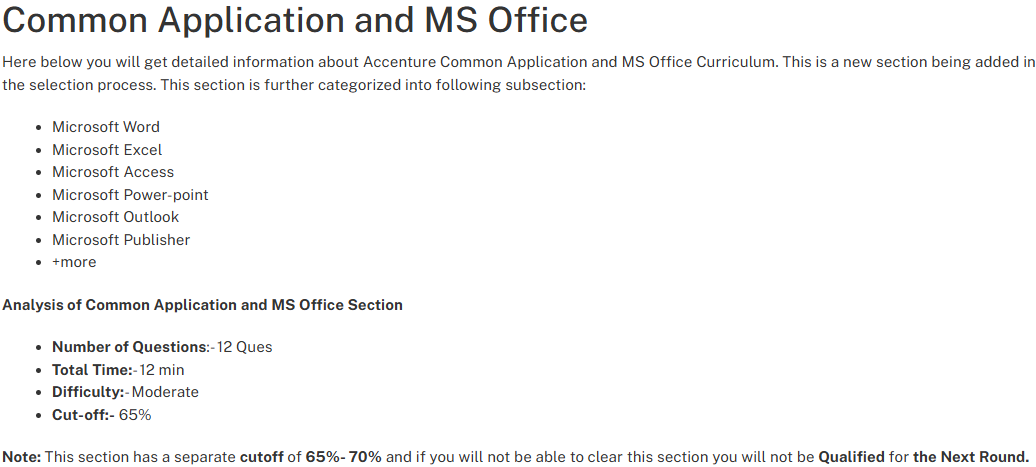 Common Application and MS Office
Here below you will get detailed information about Accenture Common Application and MS Office Curriculum. This is a new section being added in
the selection process. This section is further categorized into following subsection:
• Microsoft Word
• Microsoft Excel
• Microsoft Access
• Microsoft Power-point
• Microsoft Outlook
• Microsoft Publisher
• +more
Analysis of Common Application and MS Office Section
• Number of Questions:- 12 Ques
• Total Time:- 12 min
• Difficulty:- Moderate
• Cut-off:- 65%
Note: This section has a separate cutoff of 65%- 70% and if you will not be able to clear this section you will not be Qualified for the Next Round.